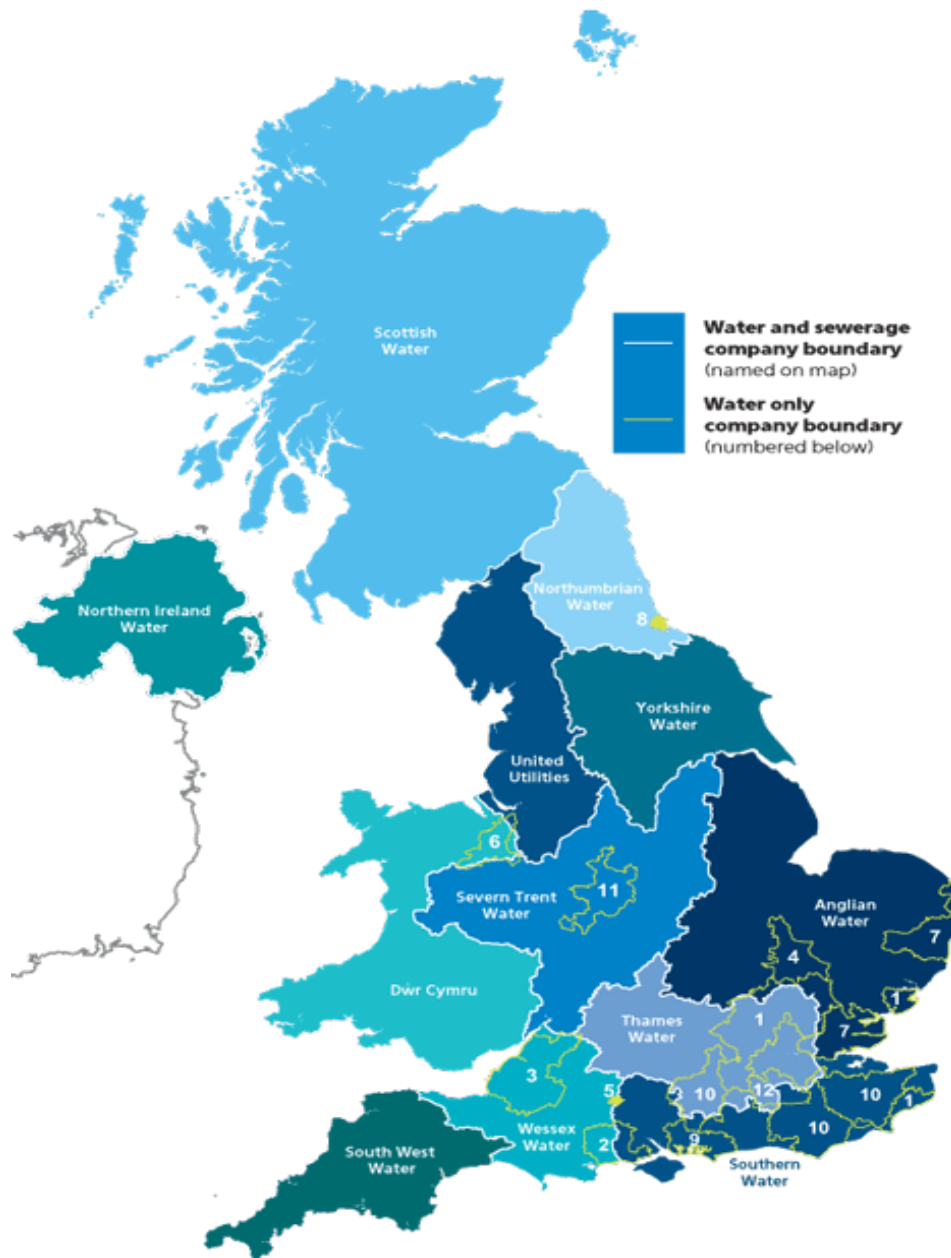 Scottish
Water
Water and sewerage
company boundary
(named on map)
Water only
company boundary
(numbered below)
Northumbrian
Water
8
Northern Ireland
Water
Yorkshire
Water
United
Utilities
6
Severn Trent
Water
11
Anglian
Water
7
4
1
Dŵr Cymru
Thames
Water
1
7
3
5
10
12
10
1
10
Wessex
Water
2
9
South West
Water
Southern
Water